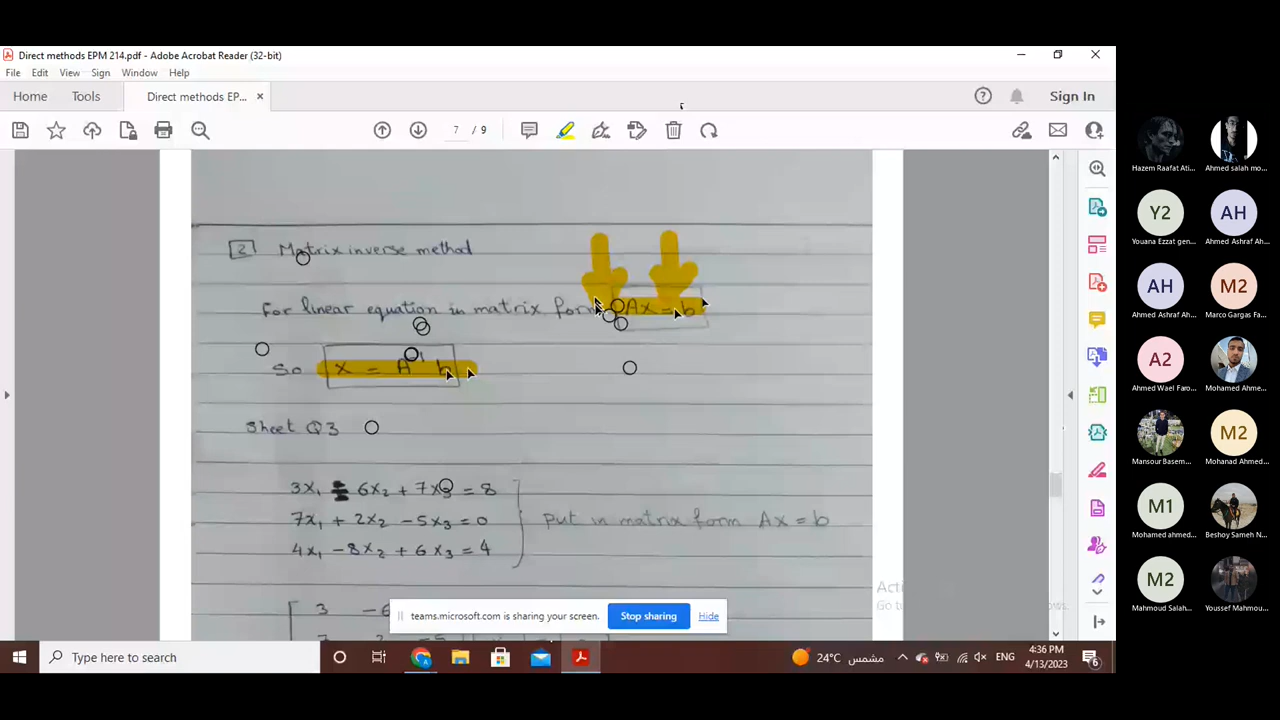 Direct methods EPM 214.pdf - Adobe Acrobat Reader (32-bit)
File Edit View Sign Window Help
Home Tools Direct methods EP... × Sign In
7 / 9
[2] Matrix inverse method
For linear equation in matrix form Ax = b
So x = A⁻¹ b
Sheet Q3
3x₁ - 6x₂ + 7x₃ = 8
7x₁ + 2x₂ - 5x₃ = 0
4x₁ - 8x₂ + 6x₃ = 4
Put in matrix form Ax = b
3 -6
teams.microsoft.com is sharing your screen. Stop sharing Hide
Type here to search
24°C مشمس ENG 4:36 PM
4/13/2023
6
Hazem Raafat Ati... Ahmed salah mo...
Y2 AH
Youana Ezzat gen... Ahmed Ashraf Ah...
AH M2
Ahmed Ashraf Ah... Marco Gargas Fa...
A2
Ahmed Wael Faro... Mohamed Ahme...
M2
Mansour Basem... Mohanad Ahmed...
M1
Mohamed ahmed... Beshoy Sameh N...
M2
Mahmoud Salah... Youssef Mahmou...